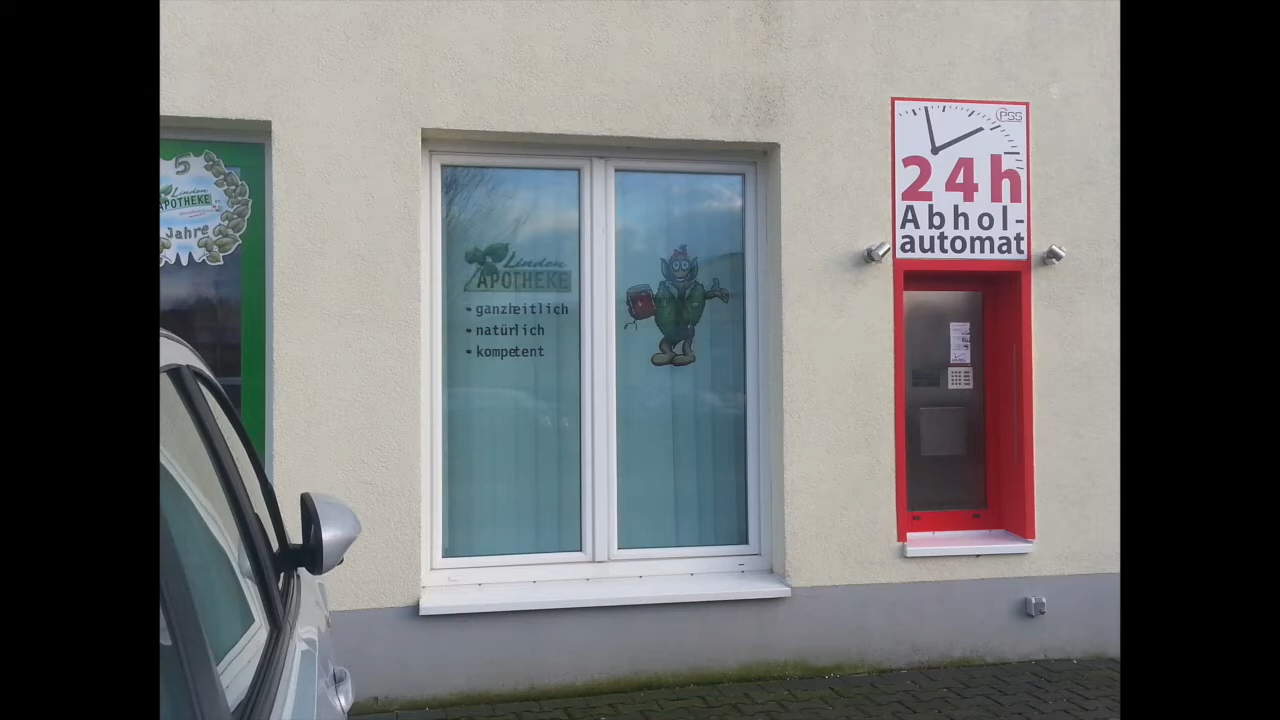 5
Linden
APOTHEKE
Jahre
Linden
APOTHEKE
• ganzheitlich
• natürlich
• kompetent
PSS
24h
Abhol-
automat